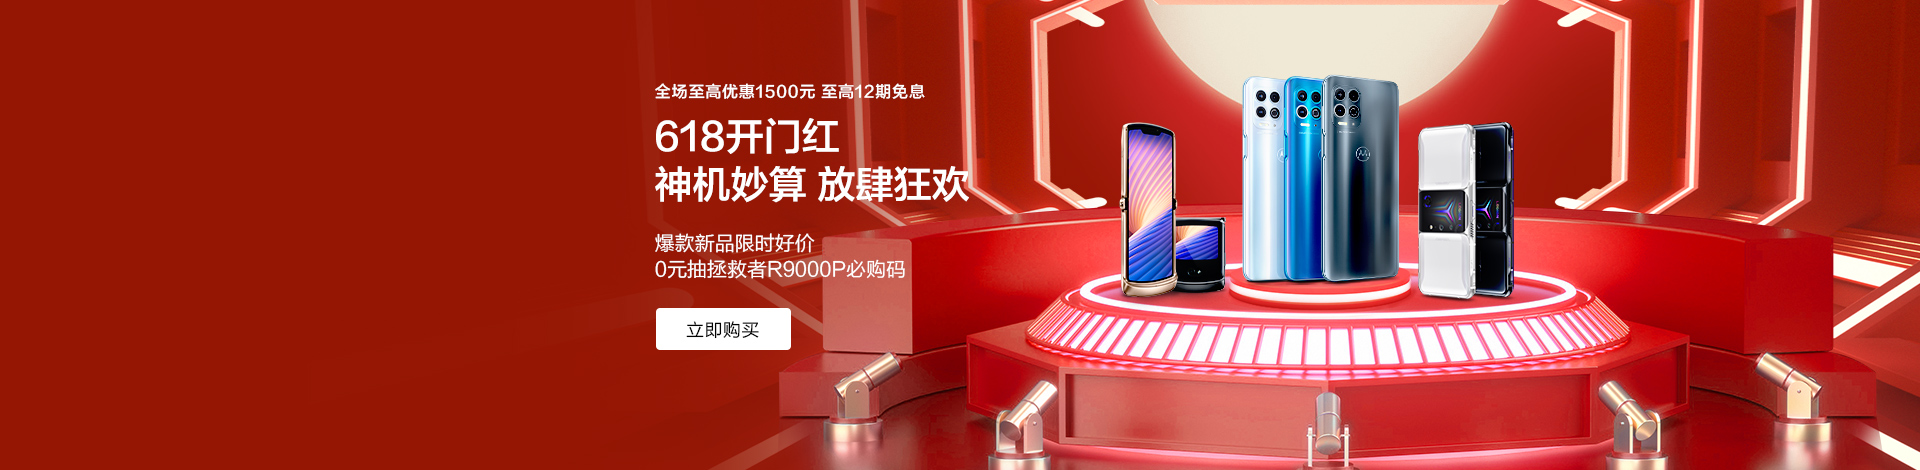 全场至高优惠1500元 至高12期免息
618开门红
神机妙算 放肆狂欢
爆款新品限时好价
0元抽拯救者R9000P必购码
立即购买